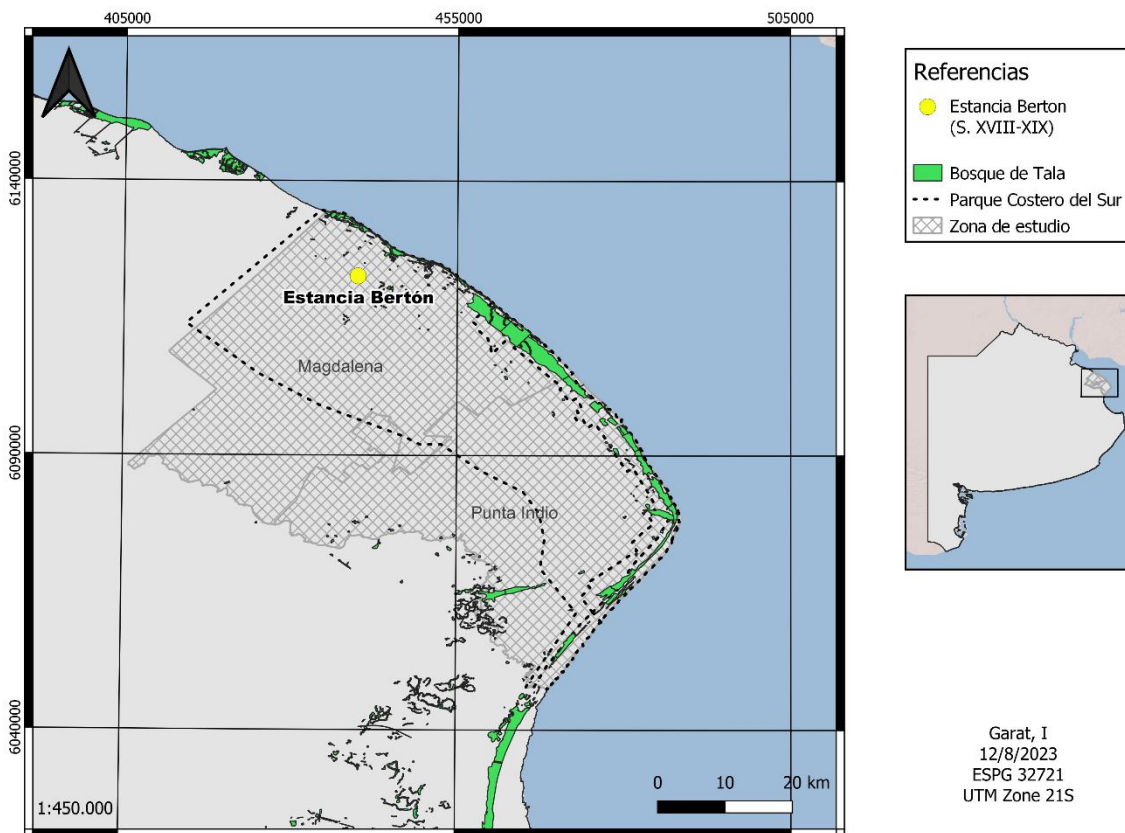 405000
455000
505000
6140000
6090000
6040000
Estancia Bertón
Magdalena
Punta Indio
0 10 20 km
1:450.000
Referencias
Estancia Berton
(S. XVIII-XIX)
Bosque de Tala
Parque Costero del Sur
Zona de estudio
Garat, I
12/8/2023
ESPG 32721
UTM Zone 21S